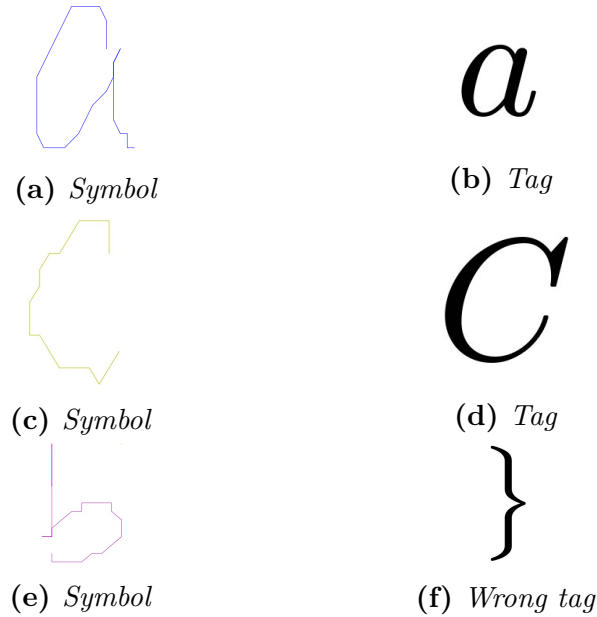 a
(a) Symbol
(b) Tag
C
(c) Symbol
(d) Tag
}
(e) Symbol
(f) Wrong tag